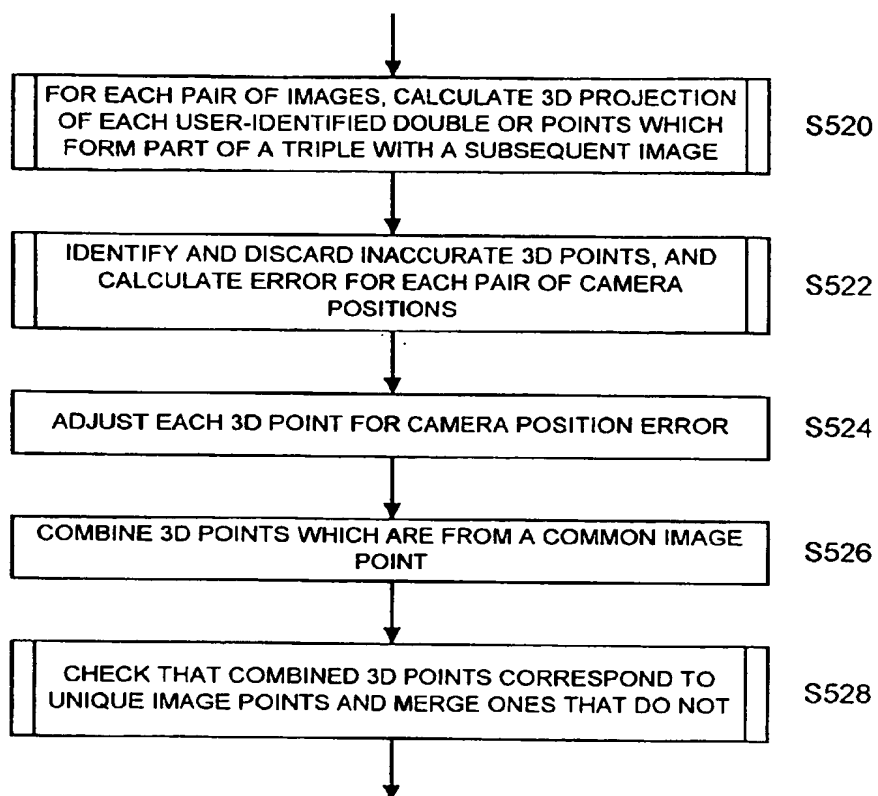 FOR EACH PAIR OF IMAGES, CALCULATE 3D PROJECTION
OF EACH USER-IDENTIFIED DOUBLE OR POINTS WHICH
FORM PART OF A TRIPLE WITH A SUBSEQUENT IMAGE
S520
IDENTIFY AND DISCARD INACCURATE 3D POINTS, AND
CALCULATE ERROR FOR EACH PAIR OF CAMERA
POSITIONS
S522
ADJUST EACH 3D POINT FOR CAMERA POSITION ERROR
S524
COMBINE 3D POINTS WHICH ARE FROM A COMMON IMAGE
POINT
S526
CHECK THAT COMBINED 3D POINTS CORRESPOND TO
UNIQUE IMAGE POINTS AND MERGE ONES THAT DO NOT
S528